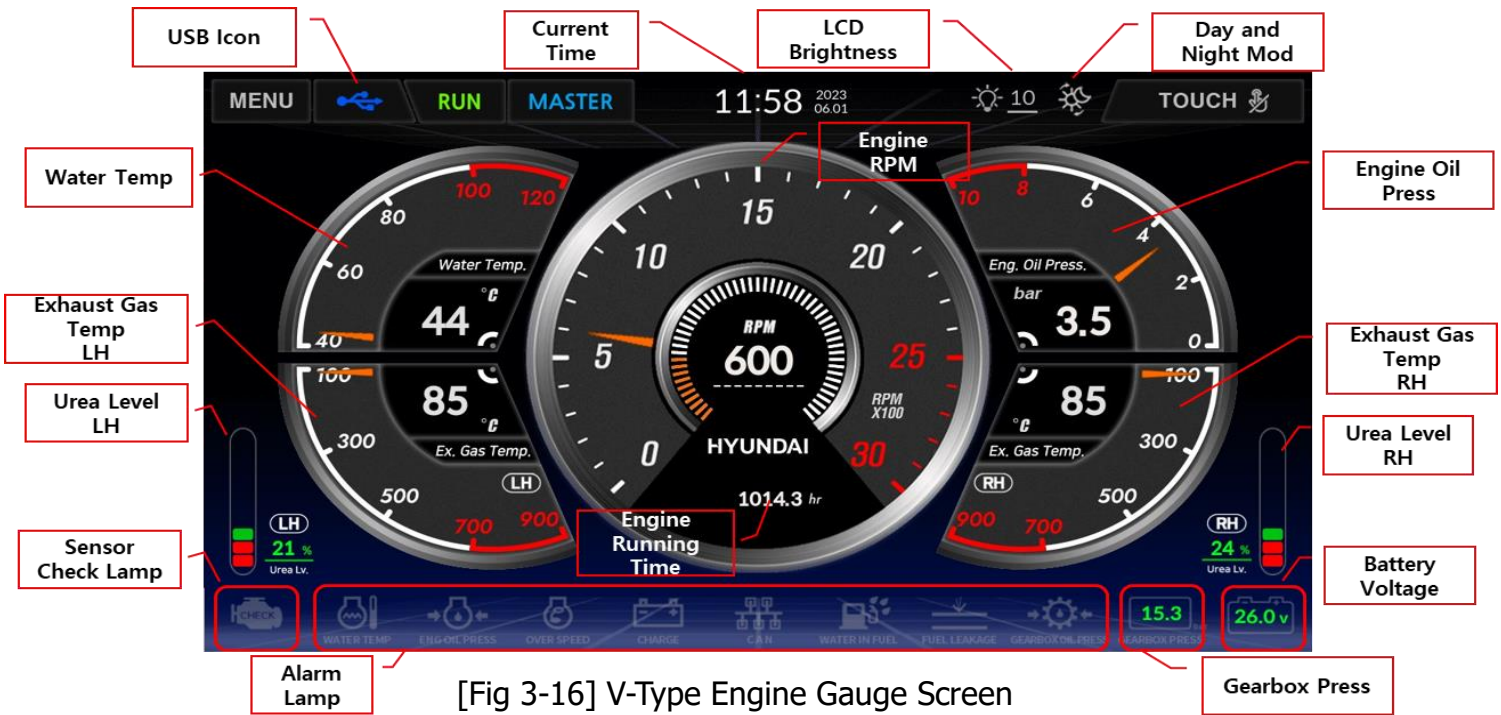 USB Icon
Current
Time
LCD
Brightness
Day and
Night Mod
MENU
RUN
MASTER
11:58
2023
06.01
10
TOUCH
Engine
RPM
Water Temp
Engine Oil
Press
100
120
80
60
40
Water Temp.
°C
44
15
10
20
5
25
0
30
RPM
600
RPM
X100
HYUNDAI
1014.3 hr
10
8
6
4
2
0
Eng. Oil Press.
bar
3.5
Exhaust Gas
Temp
LH
Exhaust Gas
Temp
RH
100
85
°C
300
Ex. Gas Temp.
LH
500
700
900
100
85
°C
300
Ex. Gas Temp.
RH
500
900
700
Urea Level
LH
Urea Level
RH
LH
21 %
Urea Lv.
RH
24 %
Urea Lv.
Engine
Running
Time
Sensor
Check Lamp
Battery
Voltage
CHECK
WATER TEMP
ENG OIL PRESS
OVER SPEED
CHARGE
CAN
WATER IN FUEL
FUEL LEAKAGE
GEARBOX OIL PRESS
15.3
GEARBOX PRESS
26.0 v
Alarm
Lamp
[Fig 3-16] V-Type Engine Gauge Screen
Gearbox Press